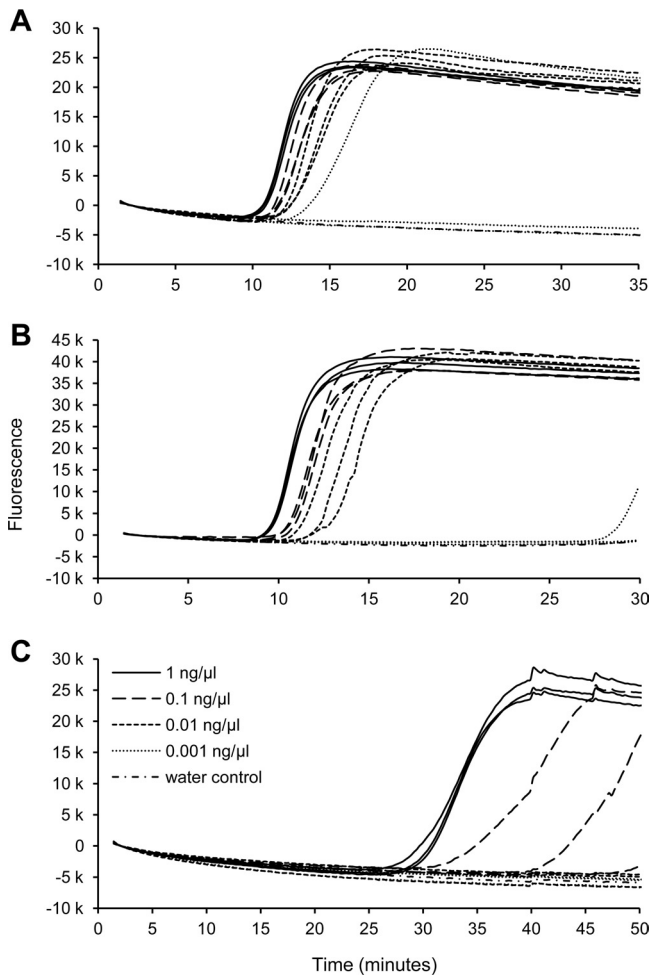 A
30 k
25 k
20 k
15 k
10 k
5 k
0
-5 k
-10 k
0 5 10 15 20 25 30 35
B
45 k
40 k
35 k
30 k
25 k
20 k
15 k
10 k
5 k
0
-5 k
-10 k
0 5 10 15 20 25 30
Fluorescence
C
30 k
25 k
20 k
15 k
10 k
5 k
0
-5 k
-10 k
1 ng/µl
0.1 ng/µl
0.01 ng/µl
0.001 ng/µl
water control
0 5 10 15 20 25 30 35 40 45 50
Time (minutes)